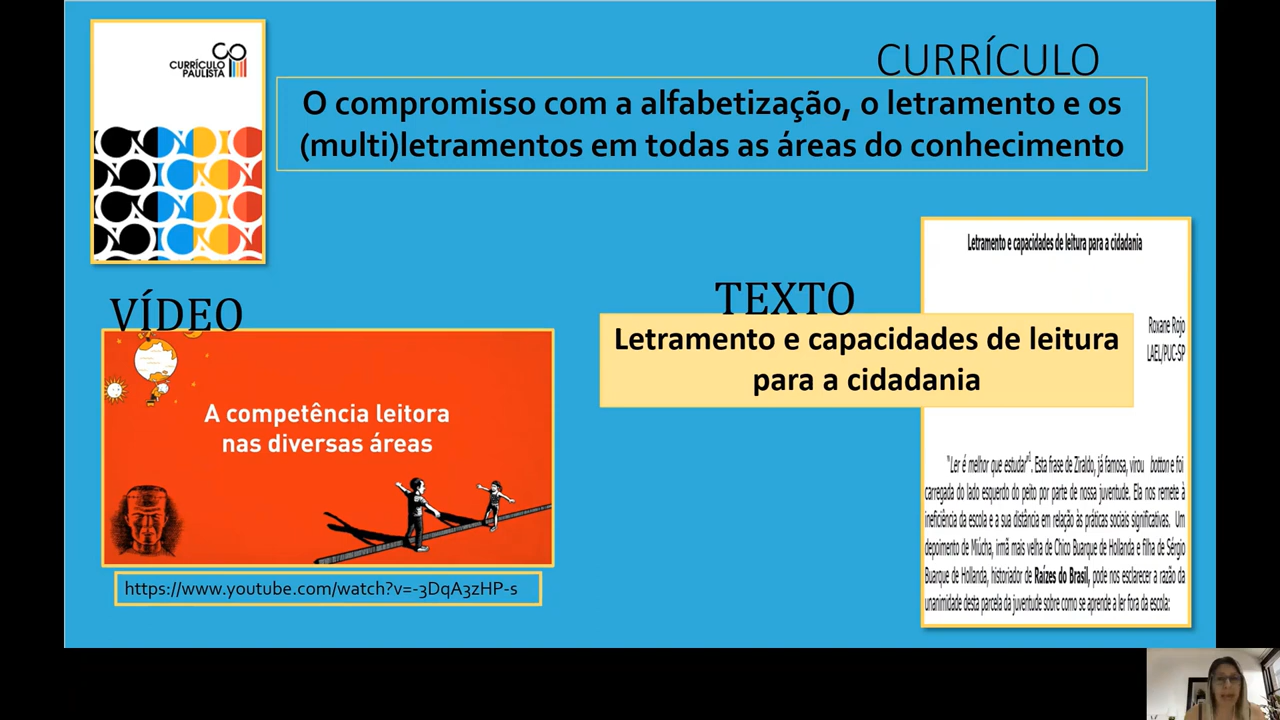 CURRÍCULO
PAULISTA
CURRÍCULO
O compromisso com a alfabetização, o letramento e os
(multi)letramentos em todas as áreas do conhecimento
VÍDEO
A competência leitora
nas diversas áreas
https://www.youtube.com/watch?v=-3DqA3zHP-s
TEXTO
Letramento e capacidades de leitura
para a cidadania
Letramento e capacidades de leitura para a cidadania
Roxane Rojo
LAEL/PUC-SP
"Ler é melhor que estudar"¹. Esta frase de Ziraldo, já famosa, virou botton e foi
carregada do lado esquerdo do peito por parte de nossa juventude. Ela nos remete à
ineficiência da escola e a sua distância em relação às práticas sociais significativas. Um
depoimento de Miúcha, irmã mais velha de Chico Buarque de Hollanda e filha de Sérgio
Buarque de Hollanda, historiador de Raízes do Brasil, pode nos esclarecer a razão da
unanimidade desta parcela da juventude sobre como se aprende a ler fora da escola: